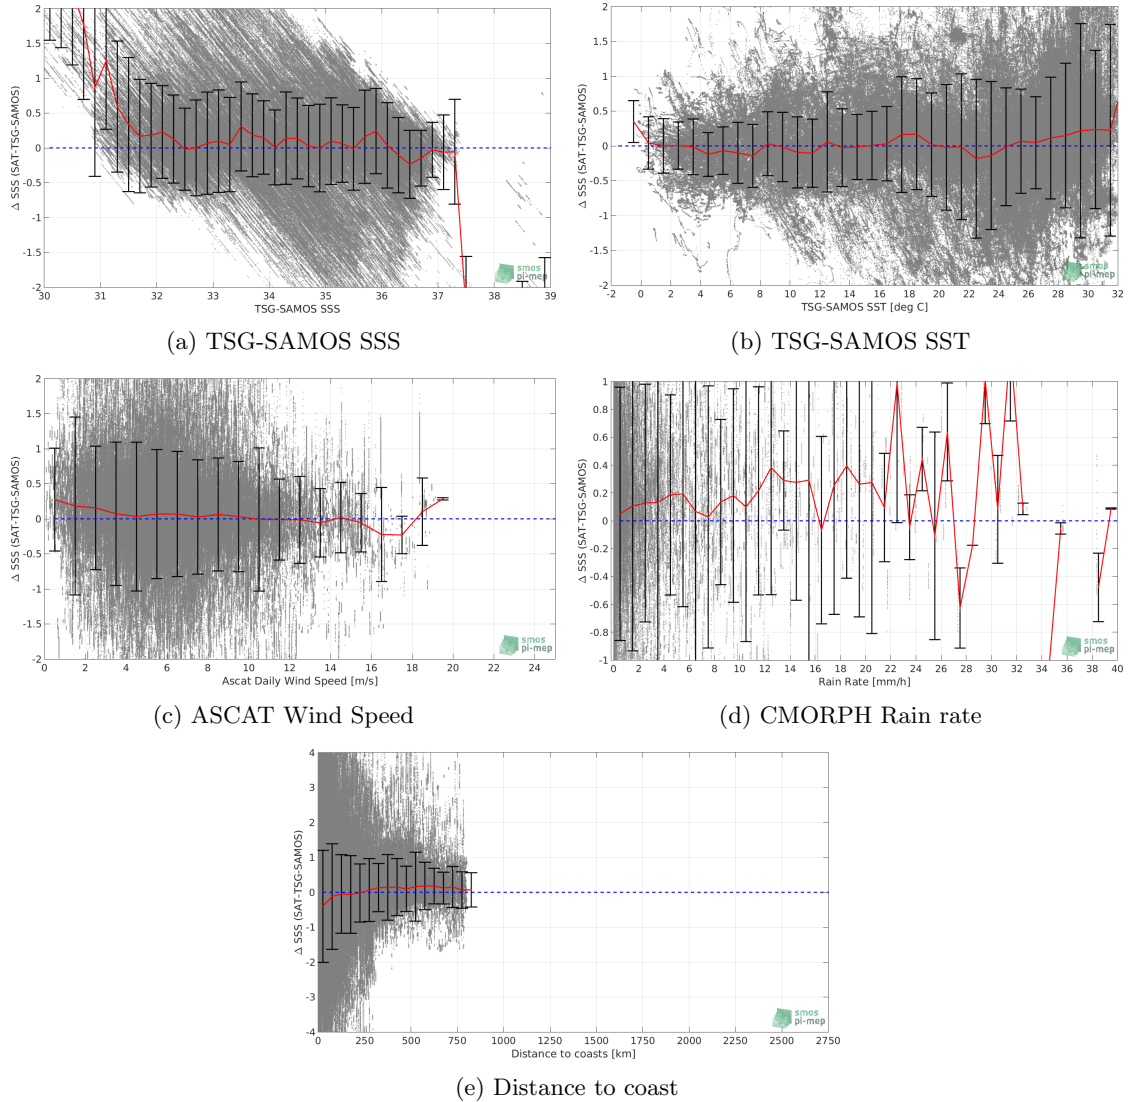 2
1.5
1
0.5
0
-0.5
-1
-1.5
-2
Δ SSS (SAT-TSG-SAMOS)
30 31 32 33 34 35 36 37 38 39
TSG-SAMOS SSS
smos
pi-mep
(a) TSG-SAMOS SSS
2
1.5
1
0.5
0
-0.5
-1
-1.5
-2
Δ SSS (SAT-TSG-SAMOS)
-2 0 2 4 6 8 10 12 14 16 18 20 22 24 26 28 30 32
TSG-SAMOS SST [deg C]
smos
pi-mep
(b) TSG-SAMOS SST
2
1.5
1
0.5
0
-0.5
-1
-1.5
-2
Δ SSS (SAT-TSG-SAMOS)
0 2 4 6 8 10 12 14 16 18 20 22 24
Ascat Daily Wind Speed [m/s]
smos
pi-mep
(c) ASCAT Wind Speed
1
0.8
0.6
0.4
0.2
0
-0.2
-0.4
-0.6
-0.8
-1
Δ SSS (SAT-TSG-SAMOS)
0 2 4 6 8 10 12 14 16 18 20 22 24 26 28 30 32 34 36 38 40
Rain Rate [mm/h]
smos
pi-mep
(d) CMORPH Rain rate
4
3
2
1
0
-1
-2
-3
-4
Δ SSS (SAT-TSG-SAMOS)
0 250 500 750 1000 1250 1500 1750 2000 2250 2500 2750
Distance to coasts [km]
smos
pi-mep
(e) Distance to coast